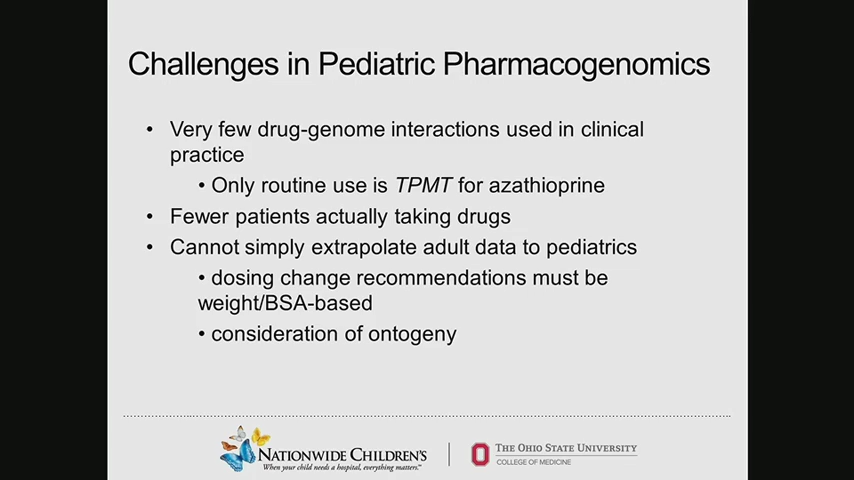 Challenges in Pediatric Pharmacogenomics
• Very few drug-genome interactions used in clinical
practice
• Only routine use is TPMT for azathioprine
• Fewer patients actually taking drugs
• Cannot simply extrapolate adult data to pediatrics
• dosing change recommendations must be
weight/BSA-based
• consideration of ontogeny
NATIONWIDE CHILDREN'S
When your child needs a hospital, everything matters.℠
THE OHIO STATE UNIVERSITY
COLLEGE OF MEDICINE